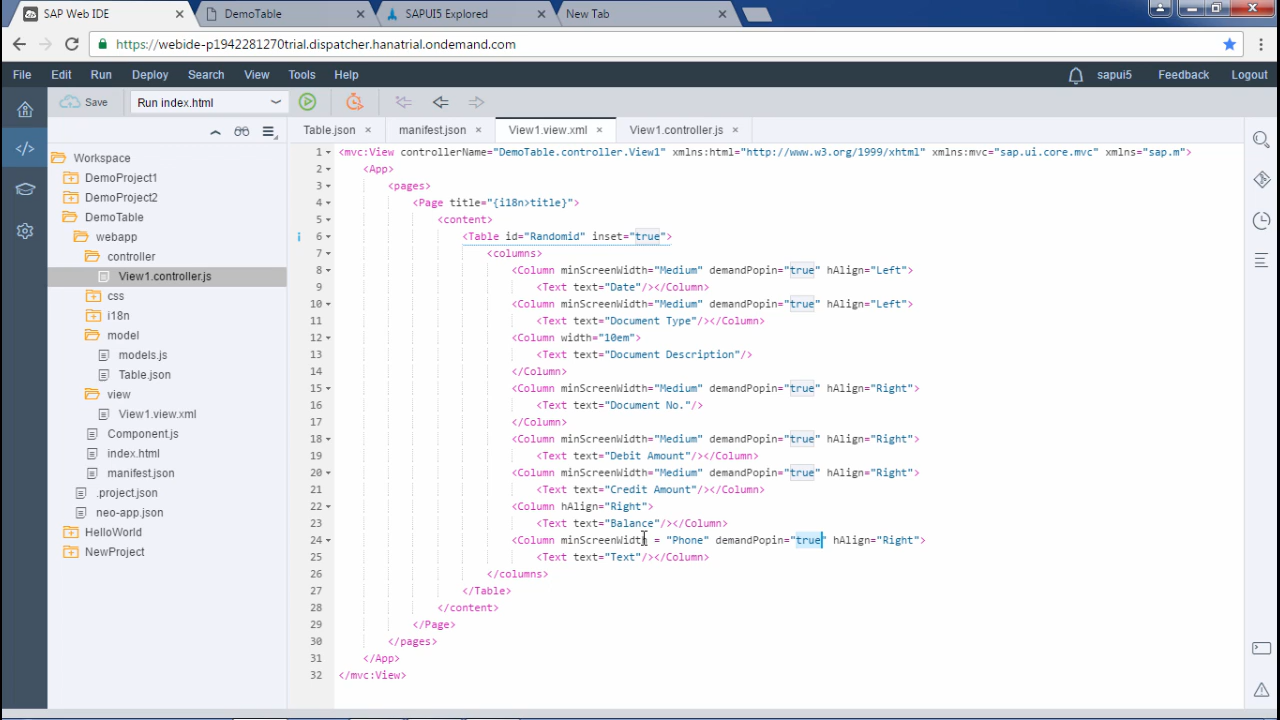 SAP Web IDE
DemoTable
SAPUI5 Explored
New Tab
https://webide-p1942281270trial.dispatcher.hanatrial.ondemand.com
File Edit Run Deploy Search View Tools Help
sapui5 Feedback Logout
Save
Run index.html
Table.json
manifest.json
View1.view.xml
View1.controller.js
Workspace
DemoProject1
DemoProject2
DemoTable
webapp
controller
View1.controller.js
css
i18n
model
models.js
Table.json
view
View1.view.xml
Component.js
index.html
manifest.json
.project.json
neo-app.json
HelloWorld
NewProject
1 <mvc:View controllerName="DemoTable.controller.View1" xmlns:html="http://www.w3.org/1999/xhtml" xmlns:mvc="sap.ui.core.mvc" xmlns="sap.m">
2 <App>
3 <pages>
4 <Page title="{i18n>title}">
5 <content>
6 <Table id="Randomid" inset="true">
7 <columns>
8 <Column minScreenWidth="Medium" demandPopin="true" hAlign="Left">
9 <Text text="Date"/></Column>
10 <Column minScreenWidth="Medium" demandPopin="true" hAlign="Left">
11 <Text text="Document Type"/></Column>
12 <Column width="10em">
13 <Text text="Document Description"/>
14 </Column>
15 <Column minScreenWidth="Medium" demandPopin="true" hAlign="Right">
16 <Text text="Document No."/>
17 </Column>
18 <Column minScreenWidth="Medium" demandPopin="true" hAlign="Right">
19 <Text text="Debit Amount"/></Column>
20 <Column minScreenWidth="Medium" demandPopin="true" hAlign="Right">
21 <Text text="Credit Amount"/></Column>
22 <Column hAlign="Right">
23 <Text text="Balance"/></Column>
24 <Column minScreenWidth = "Phone" demandPopin="true" hAlign="Right">
25 <Text text="Text"/></Column>
26 </columns>
27 </Table>
28 </content>
29 </Page>
30 </pages>
31 </App>
32 </mvc:View>